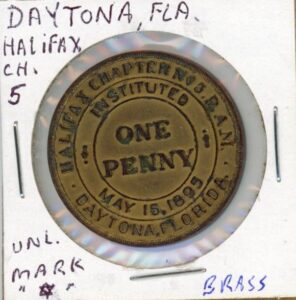 DAYTONA, FLA.
HALIFAX
CH.
5
HALIFAX CHAPTER NO 5. R.A.M.
INSTITUTED
ONE
PENNY
MAY 15, 1895
DAYTONA, FLORIDA.
UNL.
MARK
" ✡ "
BRASS